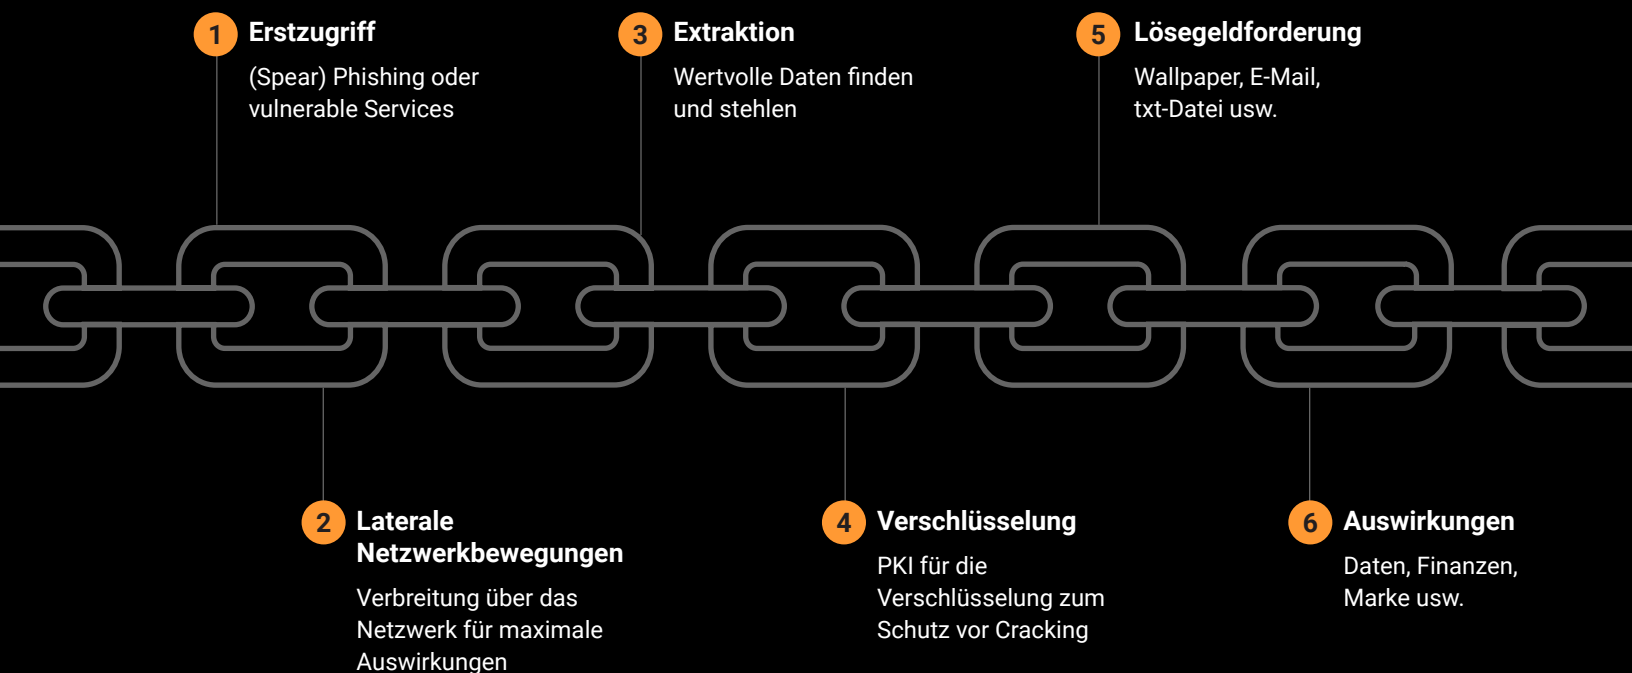 1 Erstzugriff
(Spear) Phishing oder
vulnerable Services
2 Laterale
Netzwerkbewegungen
Verbreitung über das
Netzwerk für maximale
Auswirkungen
3 Extraktion
Wertvolle Daten finden
und stehlen
4 Verschlüsselung
PKI für die
Verschlüsselung zum
Schutz vor Cracking
5 Lösegeldforderung
Wallpaper, E-Mail,
txt-Datei usw.
6 Auswirkungen
Daten, Finanzen,
Marke usw.